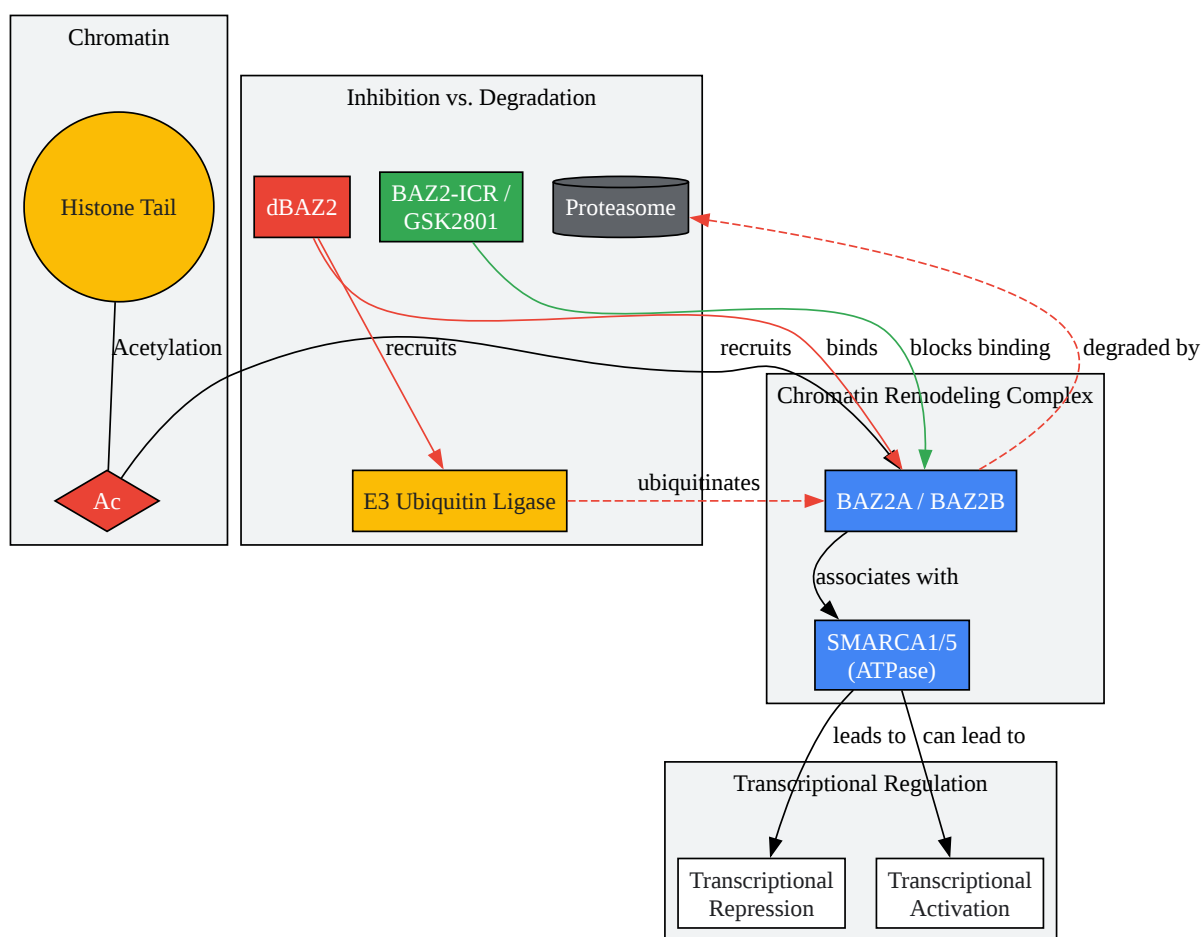 Chromatin
Inhibition vs. Degradation
Histone Tail
dBAZ2
BAZ2-ICR /
GSK2801
Proteasome
Acetylation
recruits
recruits
binds
blocks binding
degraded by
Chromatin Remodeling Complex
Ac
E3 Ubiquitin Ligase
ubiquitinates
BAZ2A / BAZ2B
associates with
SMARCA1/5
(ATPase)
leads to
can lead to
Transcriptional Regulation
Transcriptional
Repression
Transcriptional
Activation